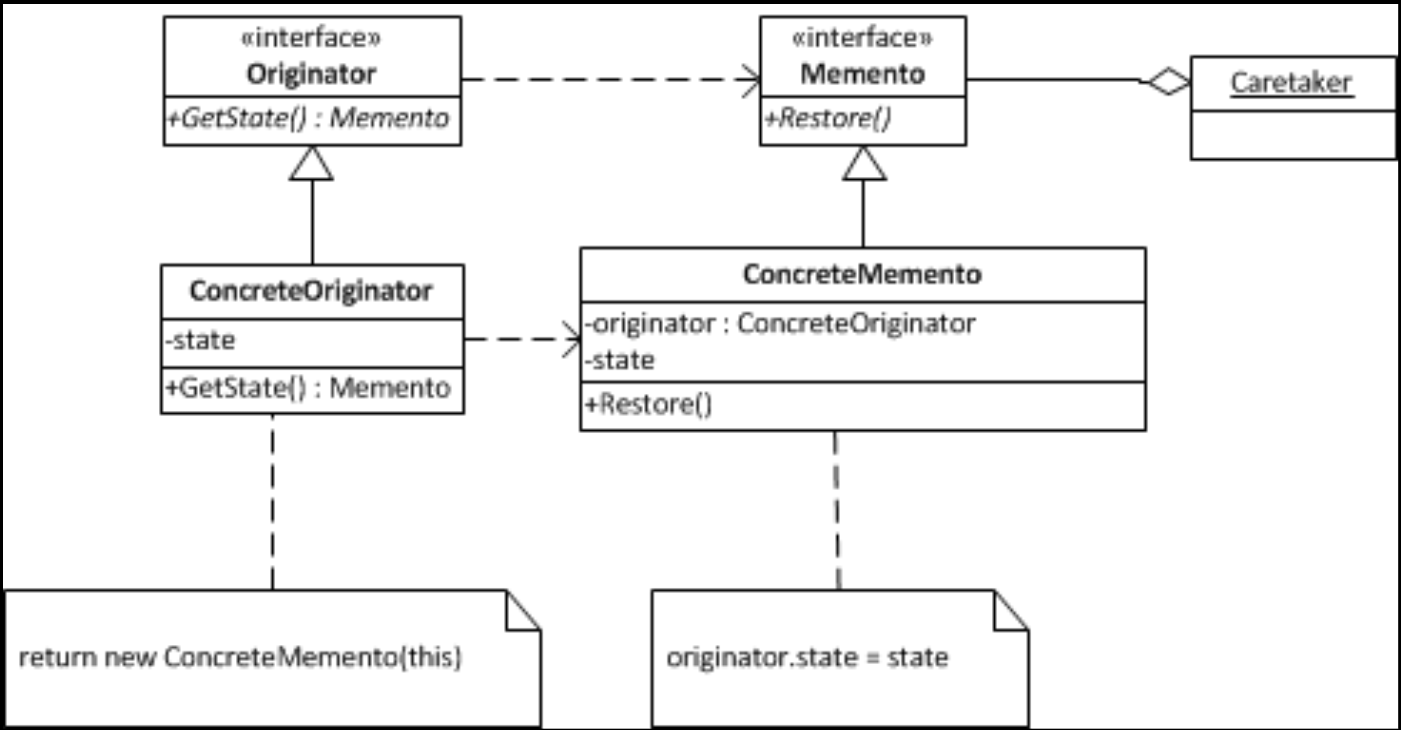 «interface»
Originator
+GetState() : Memento
«interface»
Memento
+Restore()
Caretaker
ConcreteOriginator
-state
+GetState() : Memento
ConcreteMemento
-originator : ConcreteOriginator
-state
+Restore()
return new ConcreteMemento(this)
originator.state = state